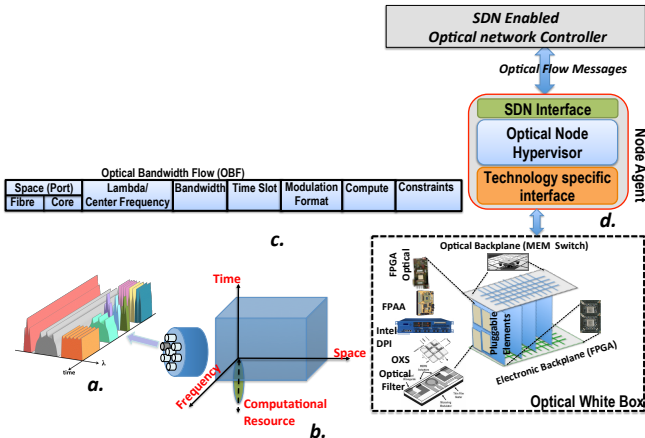 SDN Enabled
Optical network Controller
Optical Flow Messages
SDN Interface
Optical Node
Hypervisor
Technology specific
interface
Node Agent
d.
Optical Bandwidth Flow (OBF)
Space (Port)
Fibre
Core
Lambda/
Center Frequency
Bandwidth
Time Slot
Modulation
Format
Compute
Constraints
c.
Time
Space
Frequency
Computational
Resource
b.
time
λ
a.
Optical Backplane (MEM Switch)
FPGA
Optical
FPAA
Intel
DPI
OXS
Optical
Filter
Pluggable
Elements
Electronic Backplane (FPGA)
Optical White Box